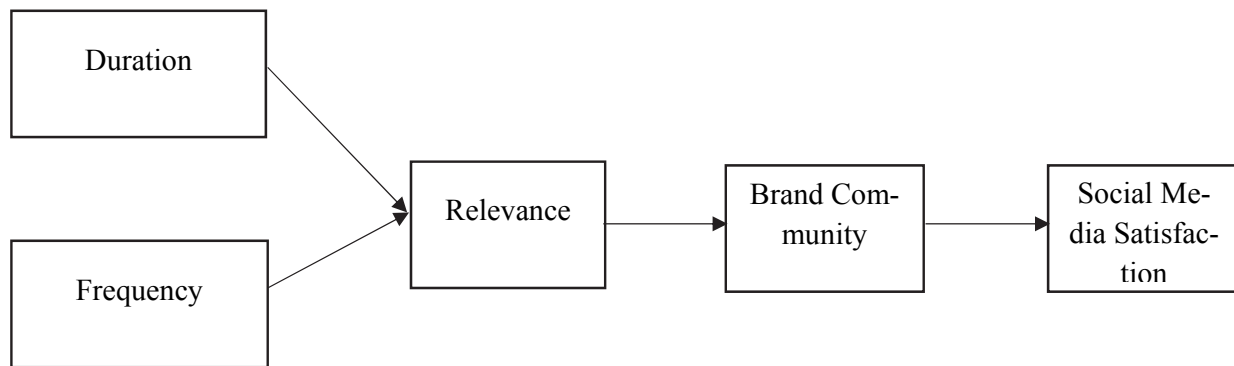 Duration
Frequency
Relevance
Brand Com-
munity
Social Me-
dia Satisfac-
tion